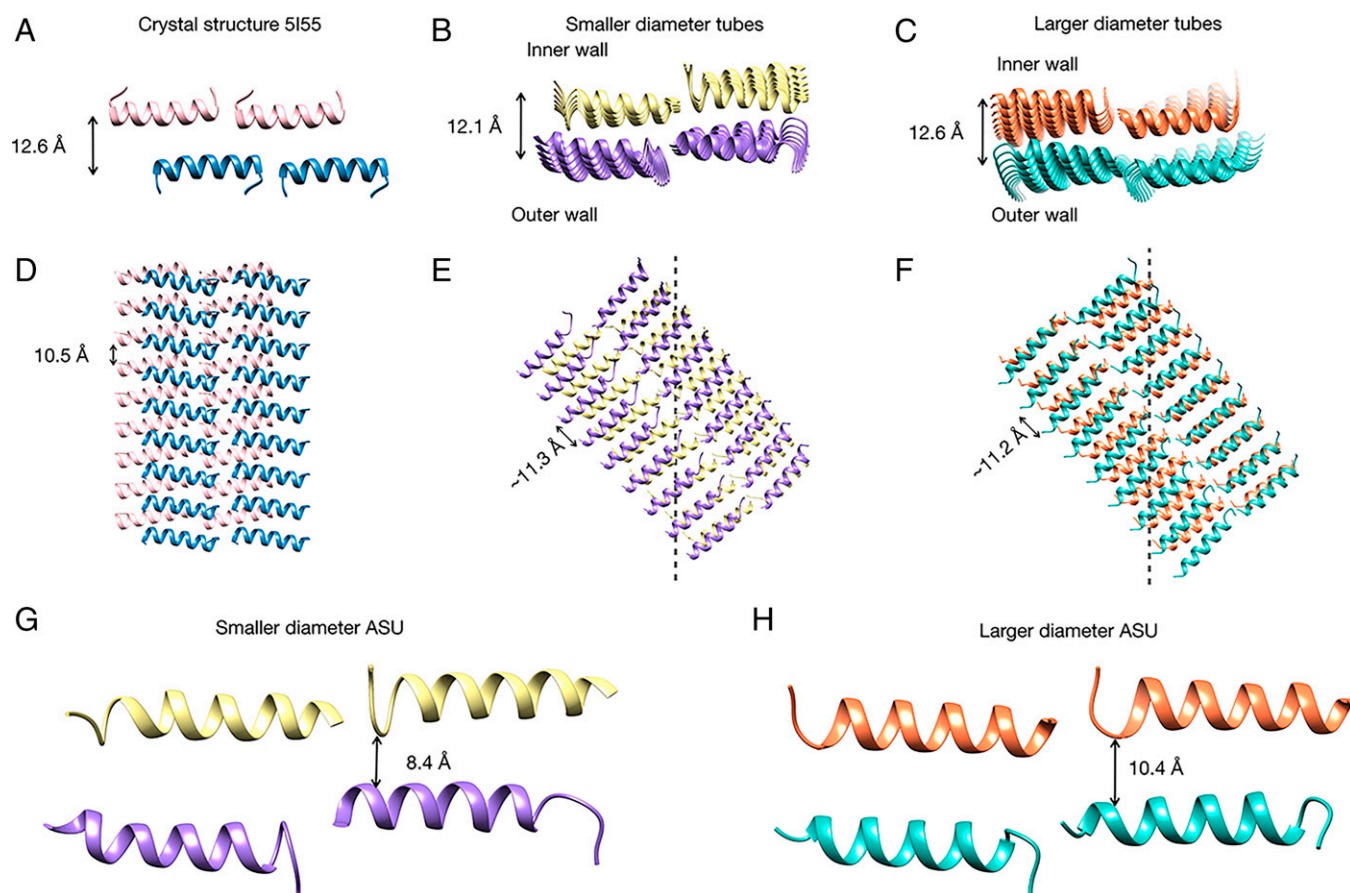 A
Crystal structure 5I55
12.6 Å
B
Smaller diameter tubes
Inner wall
12.1 Å
Outer wall
C
Larger diameter tubes
Inner wall
12.6 Å
Outer wall
D
10.5 Å
E
~11.3 Å
F
~11.2 Å
G
Smaller diameter ASU
8.4 Å
H
Larger diameter ASU
10.4 Å